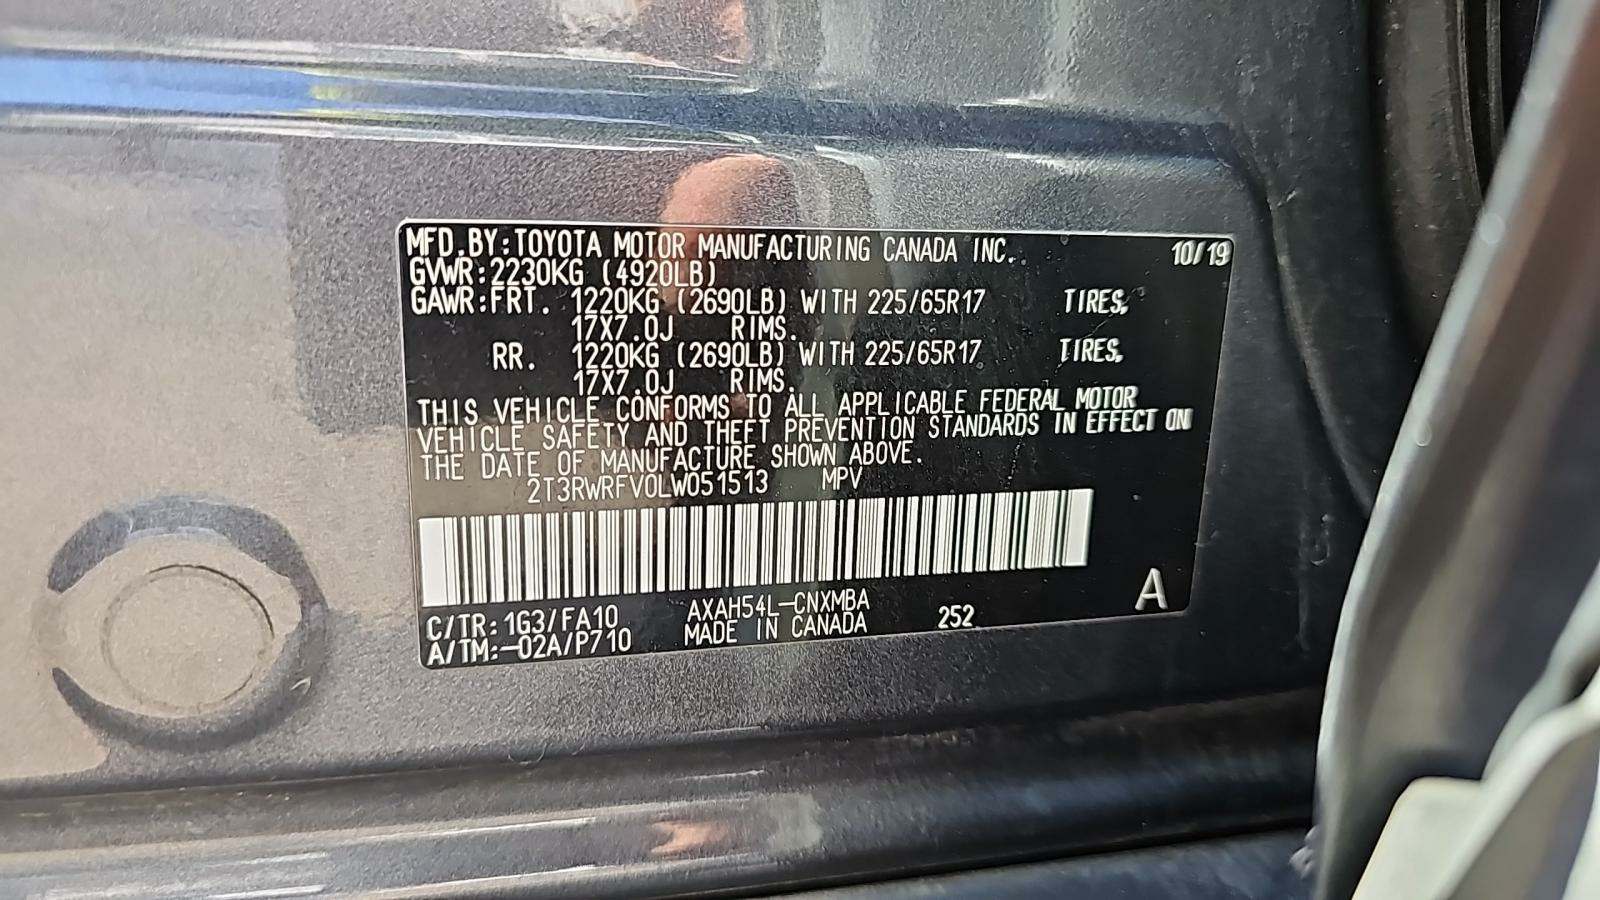 MFD.BY:TOYOTA MOTOR MANUFACTURING CANADA INC. 10/19
GVWR:2230KG (4920LB)
GAWR:FRT. 1220KG (2690LB) WITH 225/65R17 TIRES,
17X7.0J RIMS.
RR. 1220KG (2690LB) WITH 225/65R17 TIRES,
17X7.0J RIMS.
THIS VEHICLE CONFORMS TO ALL APPLICABLE FEDERAL MOTOR
VEHICLE SAFETY AND THEFT PREVENTION STANDARDS IN EFFECT ON
THE DATE OF MANUFACTURE SHOWN ABOVE.
2T3RWRFV0LW051513 MPV
C/TR:1G3/FA10 AXAH54L-CNXMBA
A/TM:-02A/P710 MADE IN CANADA 252 A